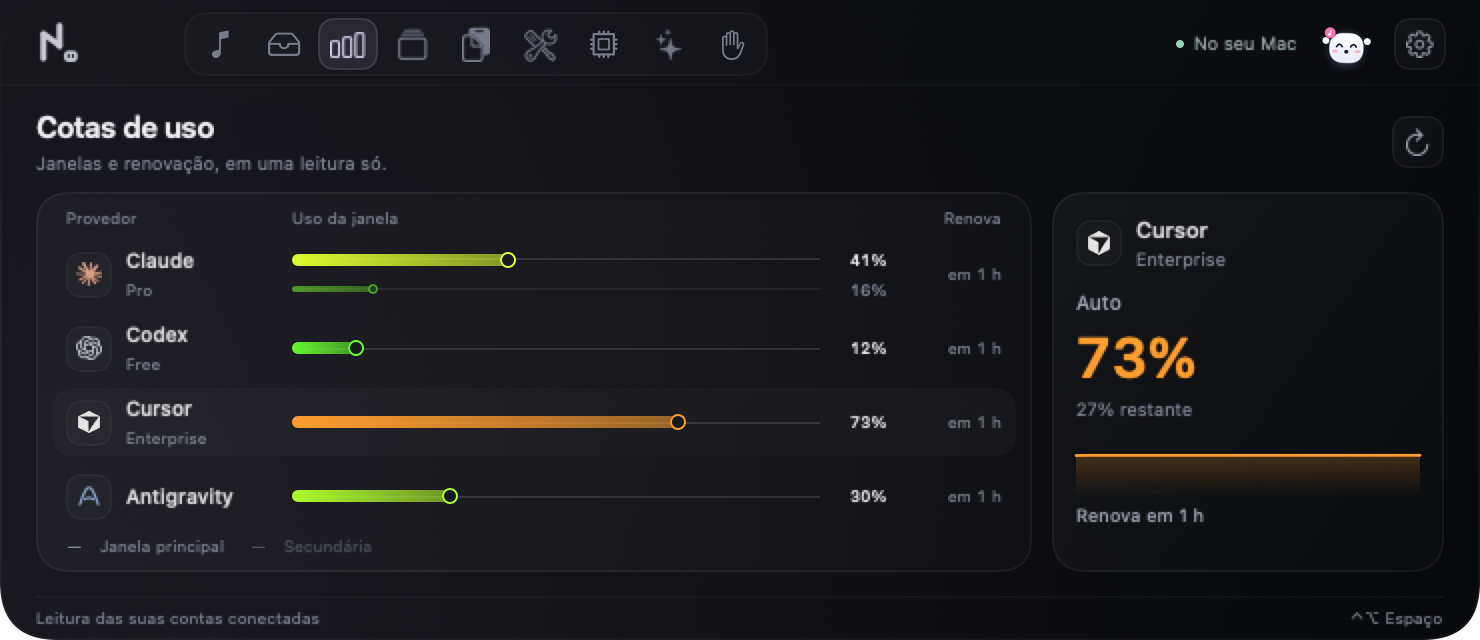 No seu Mac
Cotas de uso
Janelas e renovação, em uma leitura só.
Provedor
Uso da janela
Renova
Claude
Pro
41%
16%
em 1 h
Codex
Free
12%
em 1 h
Cursor
Enterprise
73%
em 1 h
Antigravity
30%
em 1 h
— Janela principal — Secundária
Cursor
Enterprise
Auto
73%
27% restante
Renova em 1 h
Leitura das suas contas conectadas
⌃⌥ Espaço